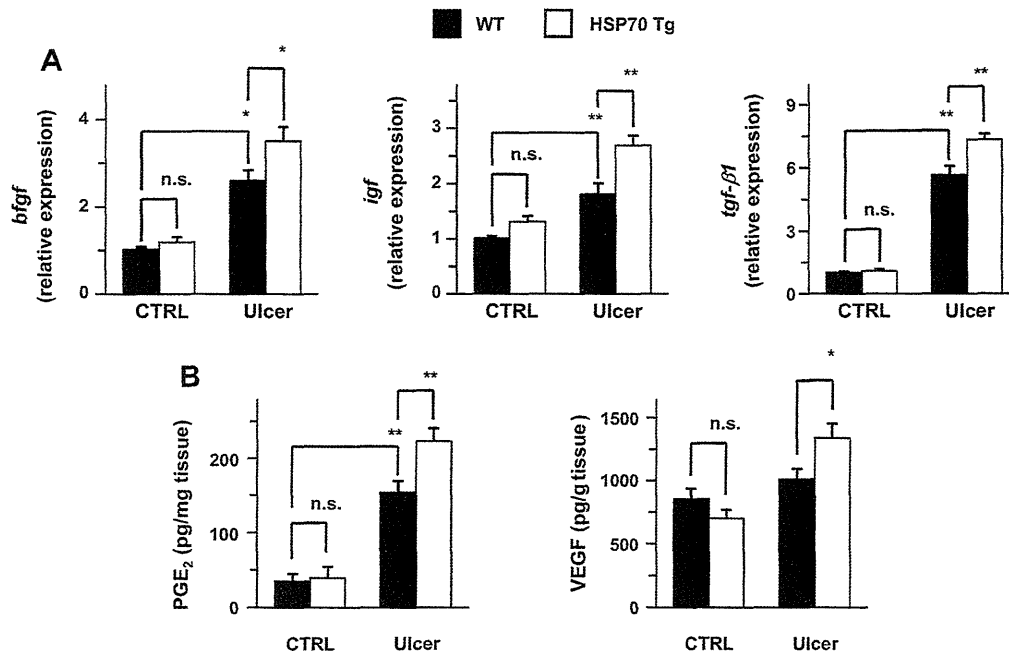 WT HSP70 Tg
A
bfgf
(relative expression)
4
2
0
n.s.
*
*
CTRL Ulcer
igf
(relative expression)
3
2
1
0
n.s.
**
**
CTRL Ulcer
tgf-β1
(relative expression)
9
6
3
0
n.s.
**
**
CTRL Ulcer
B
PGE2 (pg/mg tissue)
200
100
0
n.s.
**
**
CTRL Ulcer
VEGF (pg/g tissue)
1500
1000
500
0
n.s.
*
CTRL Ulcer